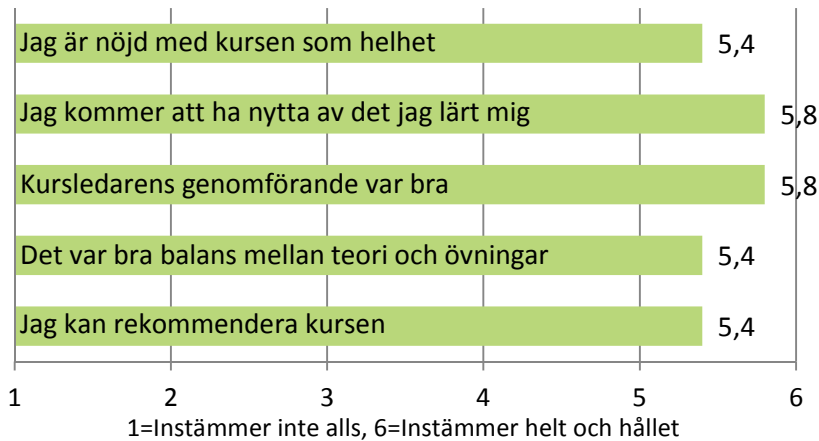 Jag är nöjd med kursen som helhet 5,4
Jag kommer att ha nytta av det jag lärt mig 5,8
Kursledarens genomförande var bra 5,8
Det var bra balans mellan teori och övningar 5,4
Jag kan rekommendera kursen 5,4
1 2 3 4 5 6
1=Instämmer inte alls, 6=Instämmer helt och hållet